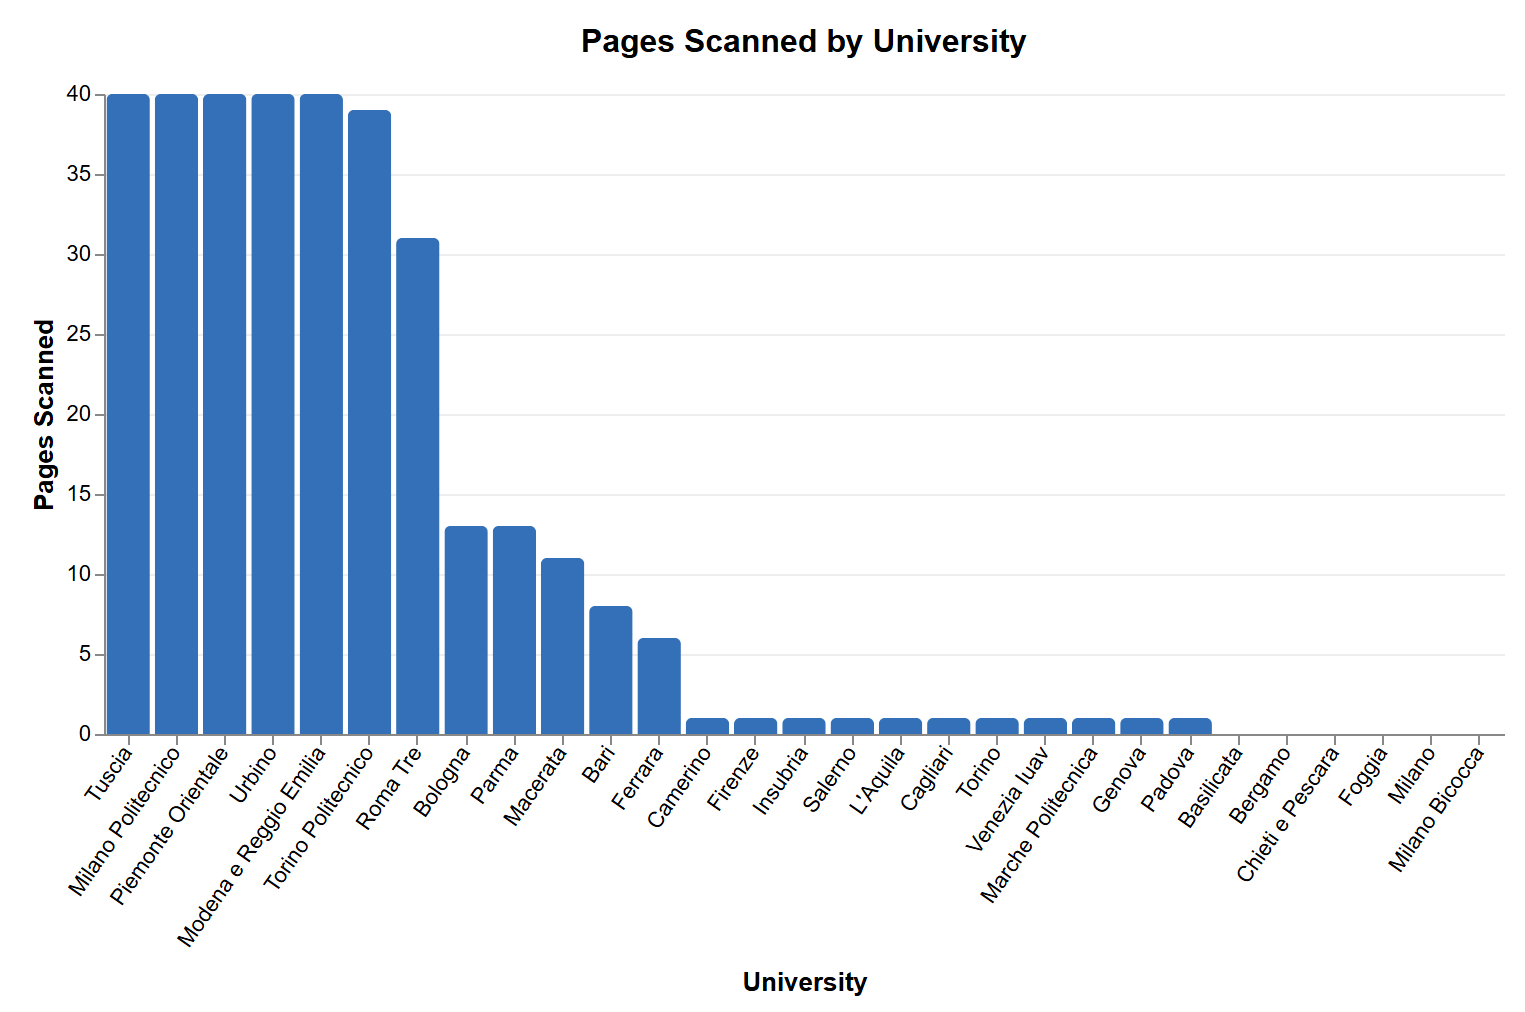 Pages Scanned by University
Pages Scanned
40
35
30
25
20
15
10
5
0
Tuscia
Milano Politecnico
Piemonte Orientale
Urbino
Modena e Reggio Emilia
Torino Politecnico
Roma Tre
Bologna
Parma
Macerata
Bari
Ferrara
Camerino
Firenze
Insubria
Salerno
L'Aquila
Cagliari
Torino
Venezia Iuav
Marche Politecnica
Genova
Padova
Basilicata
Bergamo
Chieti e Pescara
Foggia
Milano
Milano Bicocca
University